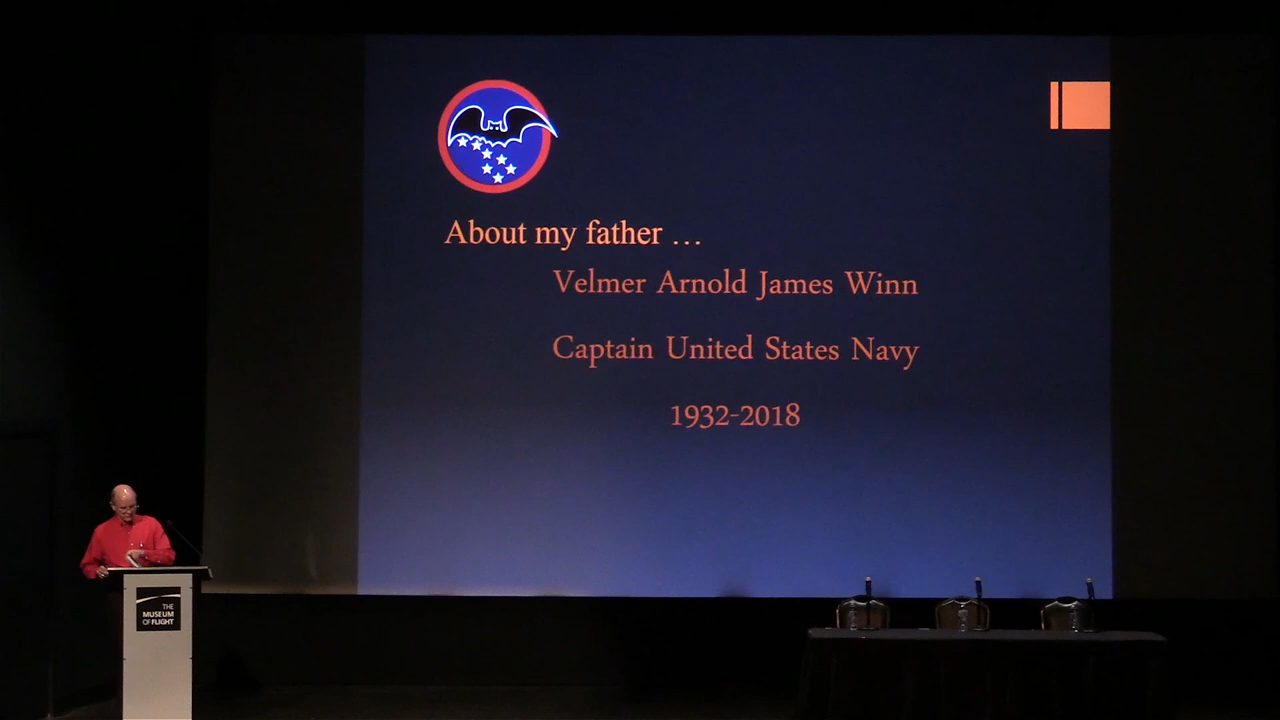 About my father ...
Velmer Arnold James Winn
Captain United States Navy
1932-2018
THE
MUSEUM
OF FLIGHT